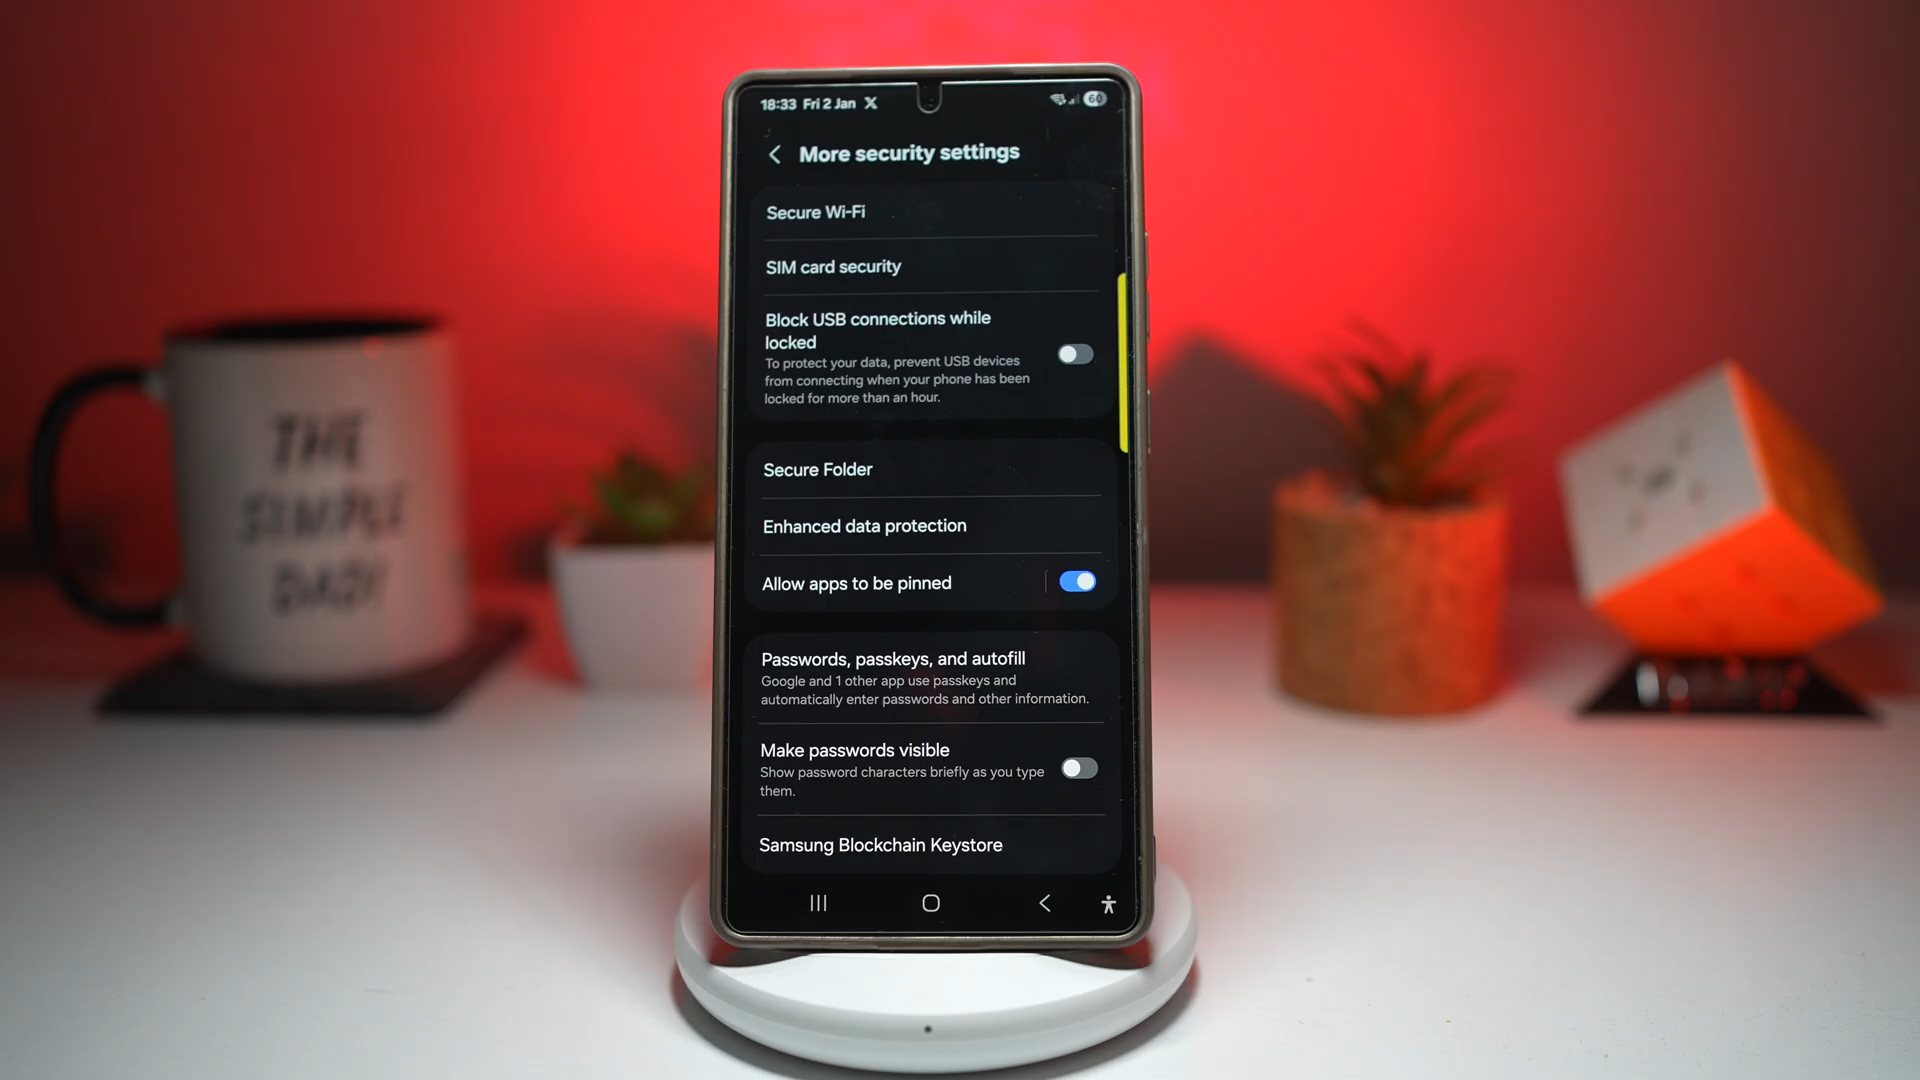 18:33 Fri 2 Jan X
60
More security settings
Secure Wi-Fi
SIM card security
Block USB connections while
locked
To protect your data, prevent USB devices
from connecting when your phone has been
locked for more than an hour.
Secure Folder
Enhanced data protection
Allow apps to be pinned
Passwords, passkeys, and autofill
Google and 1 other app use passkeys and
automatically enter passwords and other information.
Make passwords visible
Show password characters briefly as you type
them.
Samsung Blockchain Keystore
THE
SIMPLE
DAD!